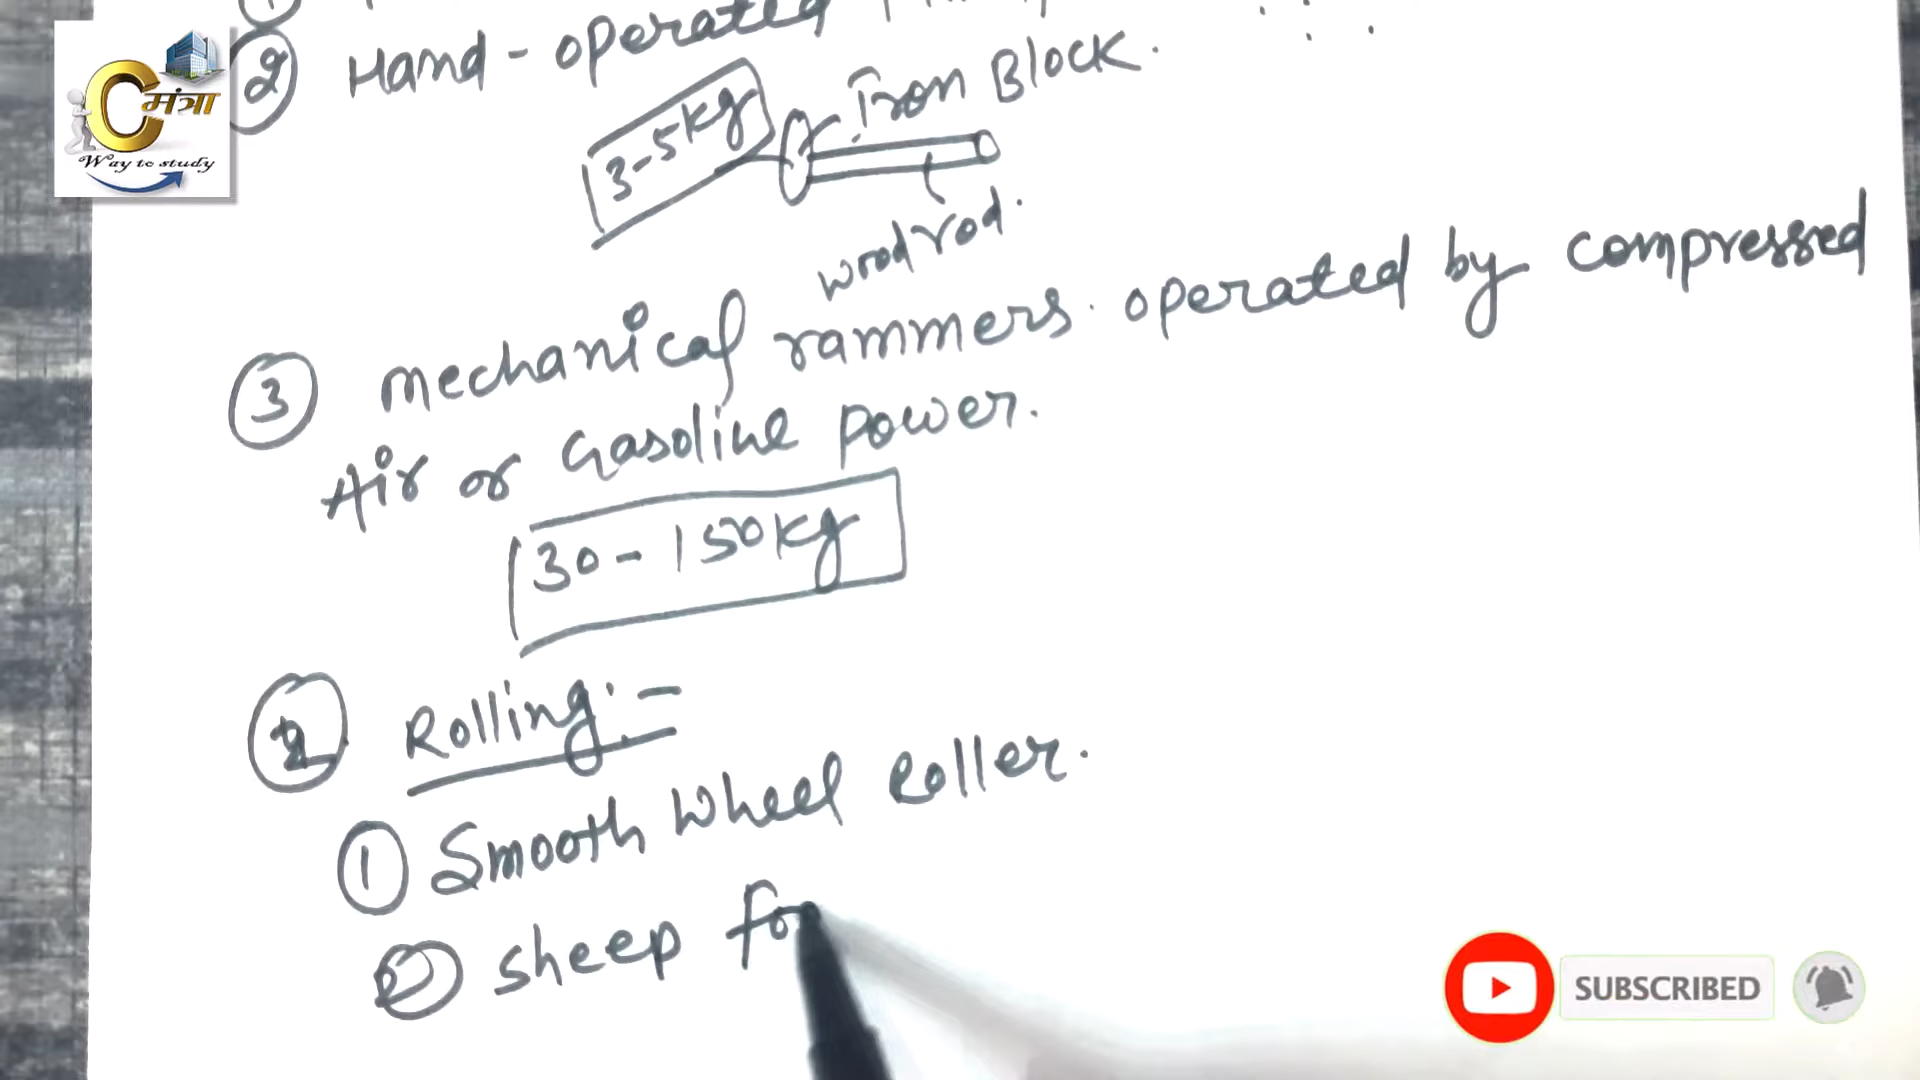 ② Hand-operated
3-5kg
Iron Block.
wood rod.
③ mechanical rammers operated by compressed
Air or Gasoline power.
30-150kg
② Rolling:-
① Smooth wheel roller.
② sheep fo
C मंत्रा
Way to study
SUBSCRIBED